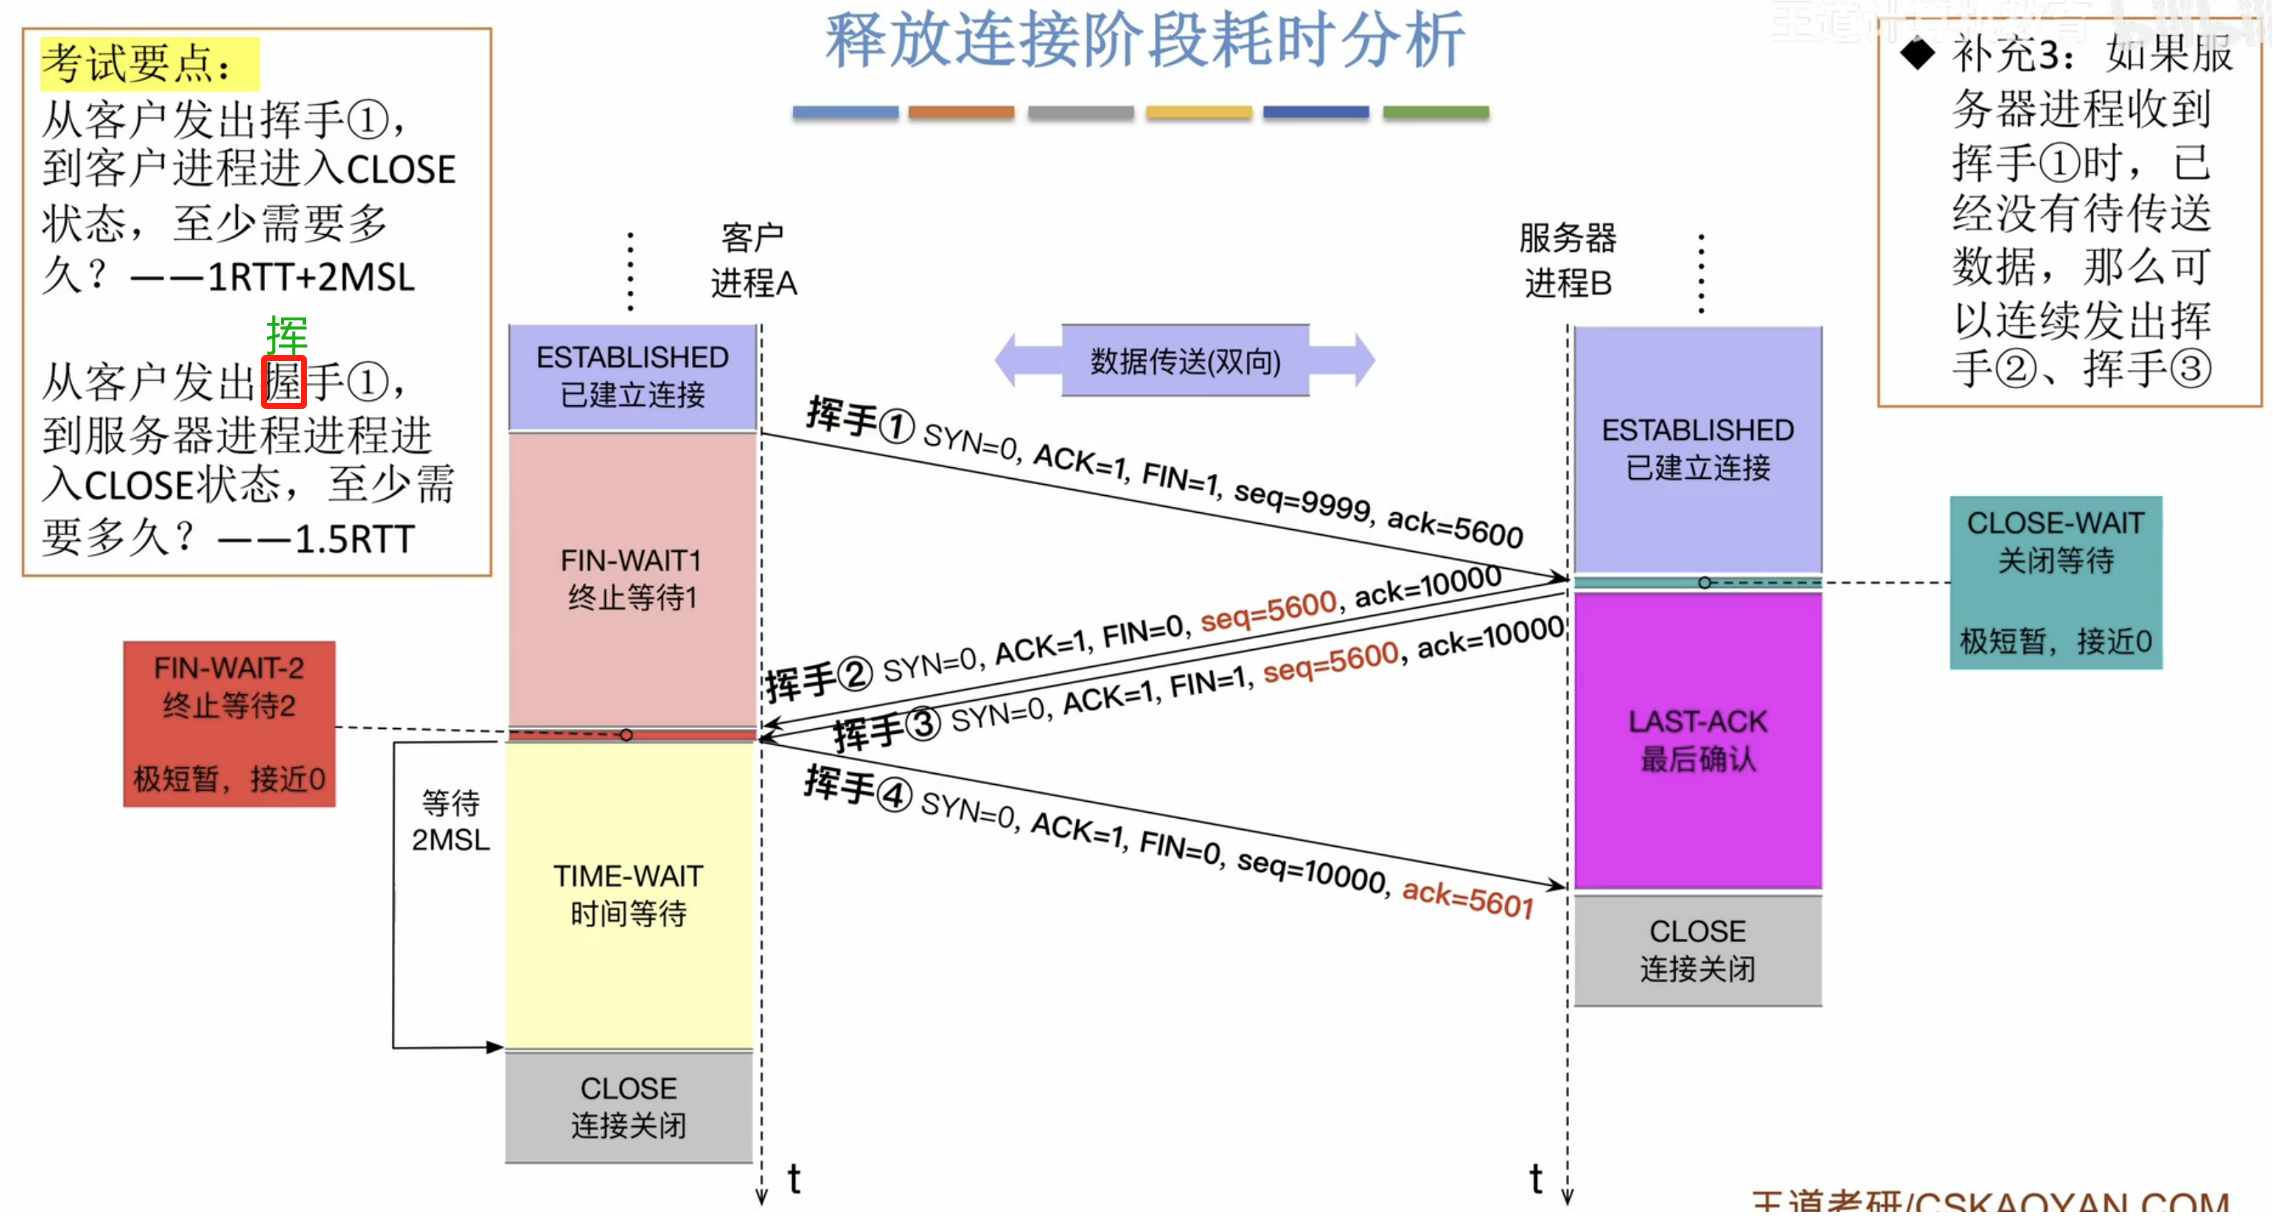 释放连接阶段耗时分析
考试要点：
从客户发出挥手①，
到客户进程进入CLOSE
状态，至少需要多
久？——1RTT+2MSL
挥
从客户发出握手①，
到服务器进程进程进
入CLOSE状态，至少需
要多久？——1.5RTT
王道计算机教育
bilibili
◆ 补充3：如果服
务器进程收到
挥手①时，已
经没有待传送
数据，那么可
以连续发出挥
手②、挥手③
客户
进程A
服务器
进程B
ESTABLISHED
已建立连接
数据传送(双向)
ESTABLISHED
已建立连接
挥手① SYN=0, ACK=1, FIN=1, seq=9999, ack=5600
CLOSE-WAIT
关闭等待
极短暂，接近0
FIN-WAIT1
终止等待1
挥手② SYN=0, ACK=1, FIN=0, seq=5600, ack=10000
挥手③ SYN=0, ACK=1, FIN=1, seq=5600, ack=10000
FIN-WAIT-2
终止等待2
极短暂，接近0
LAST-ACK
最后确认
挥手④ SYN=0, ACK=1, FIN=0, seq=10000, ack=5601
等待
2MSL
TIME-WAIT
时间等待
CLOSE
连接关闭
CLOSE
连接关闭
t
t
王道考研/CSKAOYAN.COM